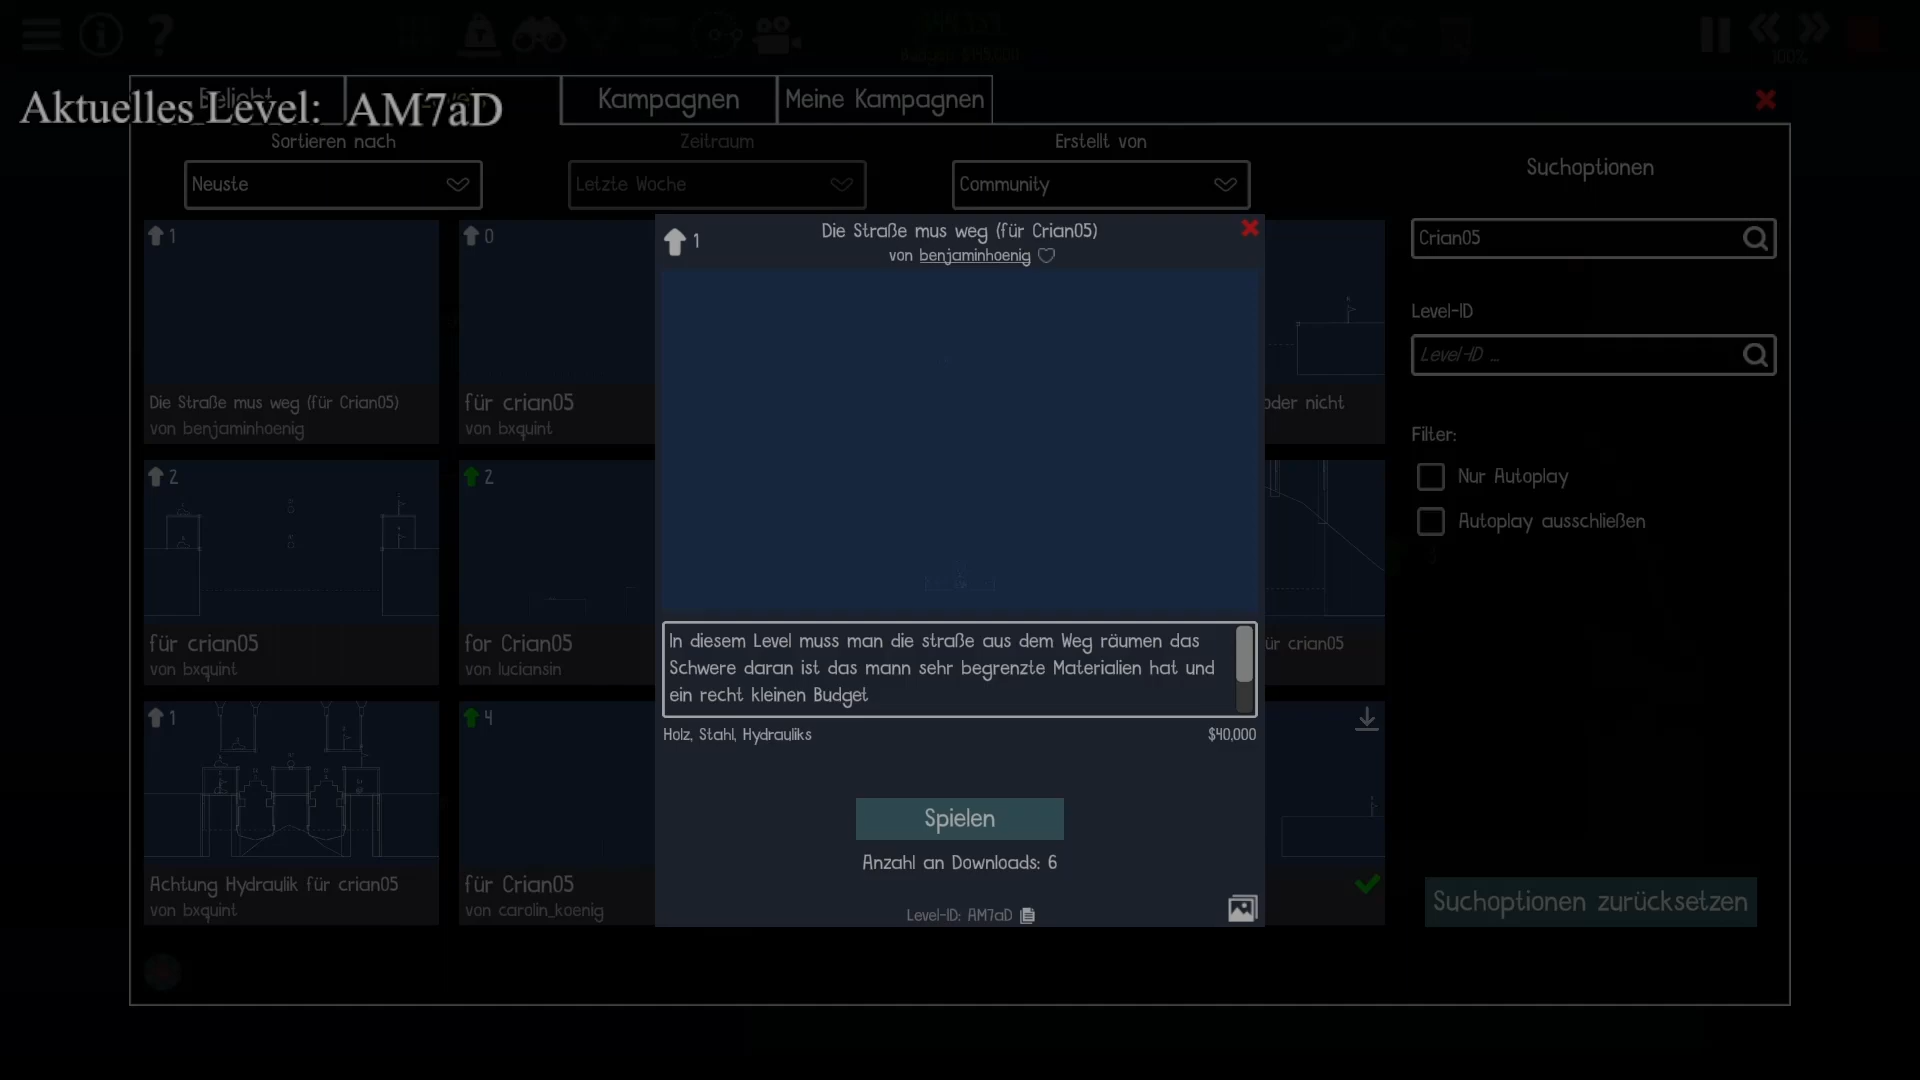 100%
Kampagnen
Meine Kampagnen
Aktuelles Level: AM7aD
Sortieren nach
Zeitraum
Erstellt von
Suchoptionen
Neuste
Letzte Woche
Community
1
0
1
Die Straße mus weg (für Crian05)
von benjaminhoenig
Crian05
Level-ID
Level-ID ...
Die Straße mus weg (für Crian05)
von benjaminhoenig
für crian05
von bxquint
oder nicht
Filter:
Nur Autoplay
Autoplay ausschließen
2
2
für crian05
von bxquint
for Crian05
von luciansin
ür crian05
In diesem Level muss man die straße aus dem Weg räumen das
Schwere daran ist das mann sehr begrenzte Materialien hat und
ein recht kleinen Budget
Holz, Stahl, Hydrauliks
$40,000
1
4
Spielen
Anzahl an Downloads: 6
Achtung Hydraulik für crian05
von bxquint
für Crian05
von carolin_koenig
Level-ID: AM7aD
Suchoptionen zurücksetzen